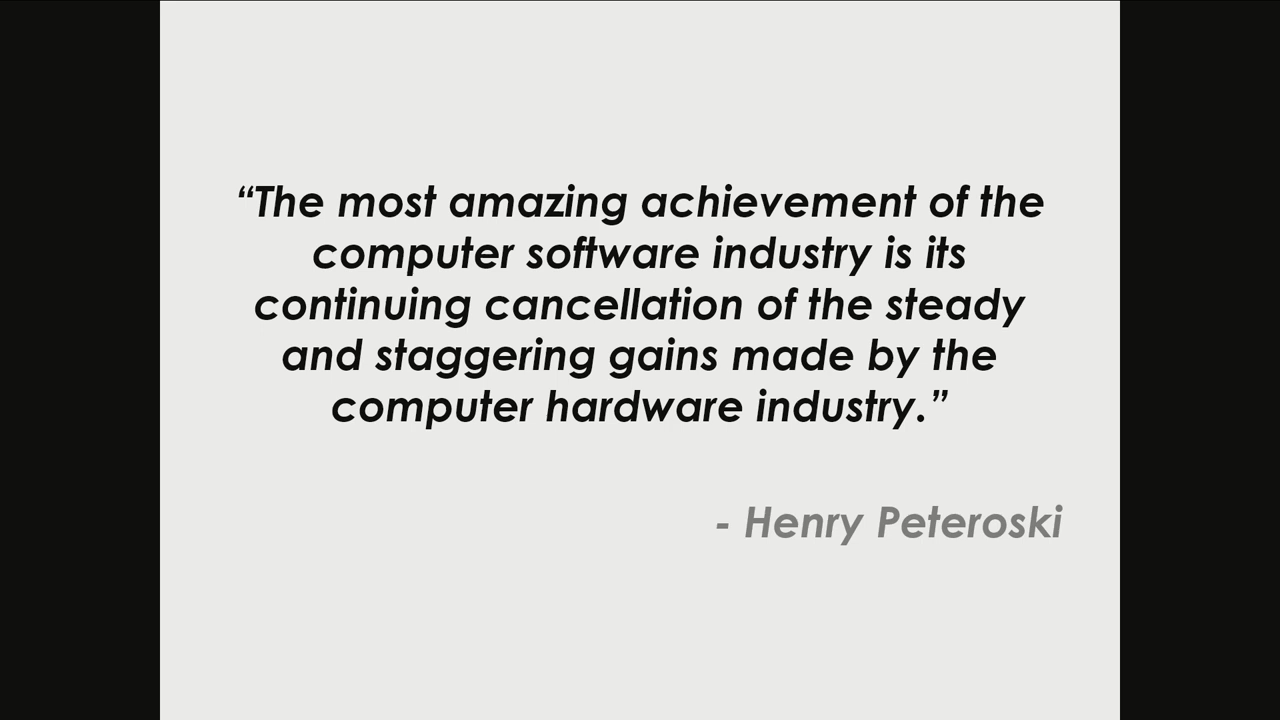 “The most amazing achievement of the
computer software industry is its
continuing cancellation of the steady
and staggering gains made by the
computer hardware industry.”
- Henry Peteroski